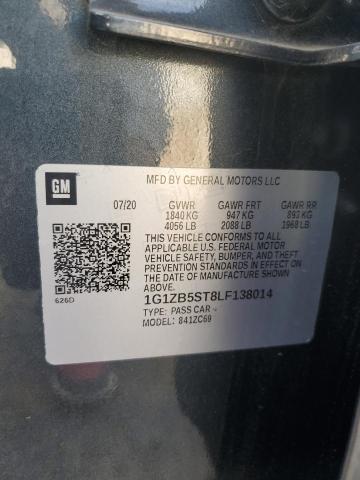 GM
MFD BY GENERAL MOTORS LLC
07/20 GVWR GAWR FRT GAWR RR
1840 KG 947 KG 893 KG
4056 LB 2088 LB 1968 LB
THIS VEHICLE CONFORMS TO ALL
APPLICABLE U.S. FEDERAL MOTOR
VEHICLE SAFETY, BUMPER, AND THEFT
PREVENTION STANDARDS IN EFFECT ON
THE DATE OF MANUFACTURE SHOWN
ABOVE.
626D
1G1ZB5ST8LF138014
TYPE: PASS CAR
MODEL: 841ZC69